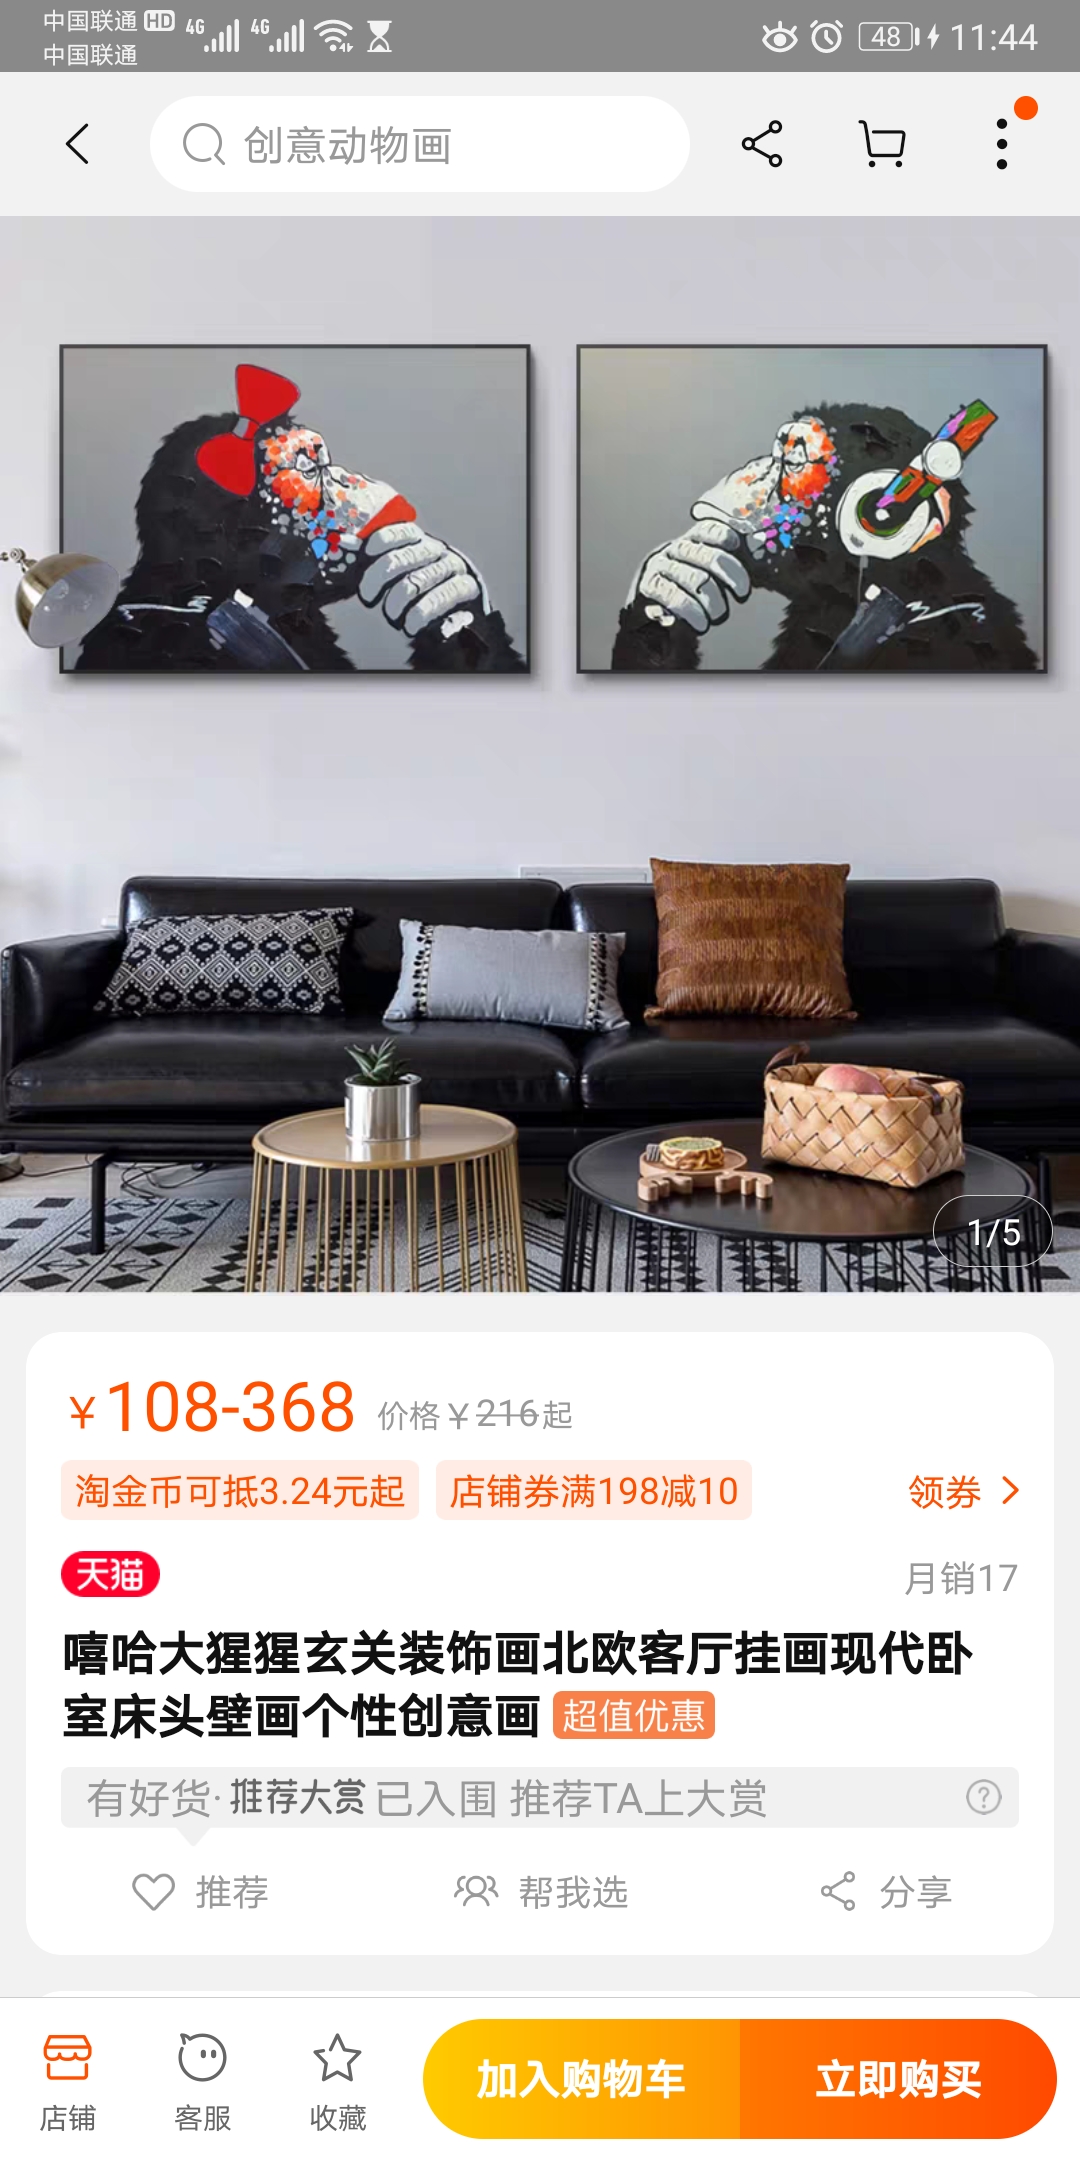 中国联通 HD 4G 4G 48 11:44
中国联通
创意动物画
1/5
￥108-368 价格￥216起
淘金币可抵3.24元起 店铺券满198减10 领券
天猫 月销17
嘻哈大猩猩玄关装饰画北欧客厅挂画现代卧
室床头壁画个性创意画 超值优惠
有好货·推荐大赏 已入围 推荐TA上大赏 ?
推荐 帮我选 分享
店铺 客服 收藏 加入购物车 立即购买